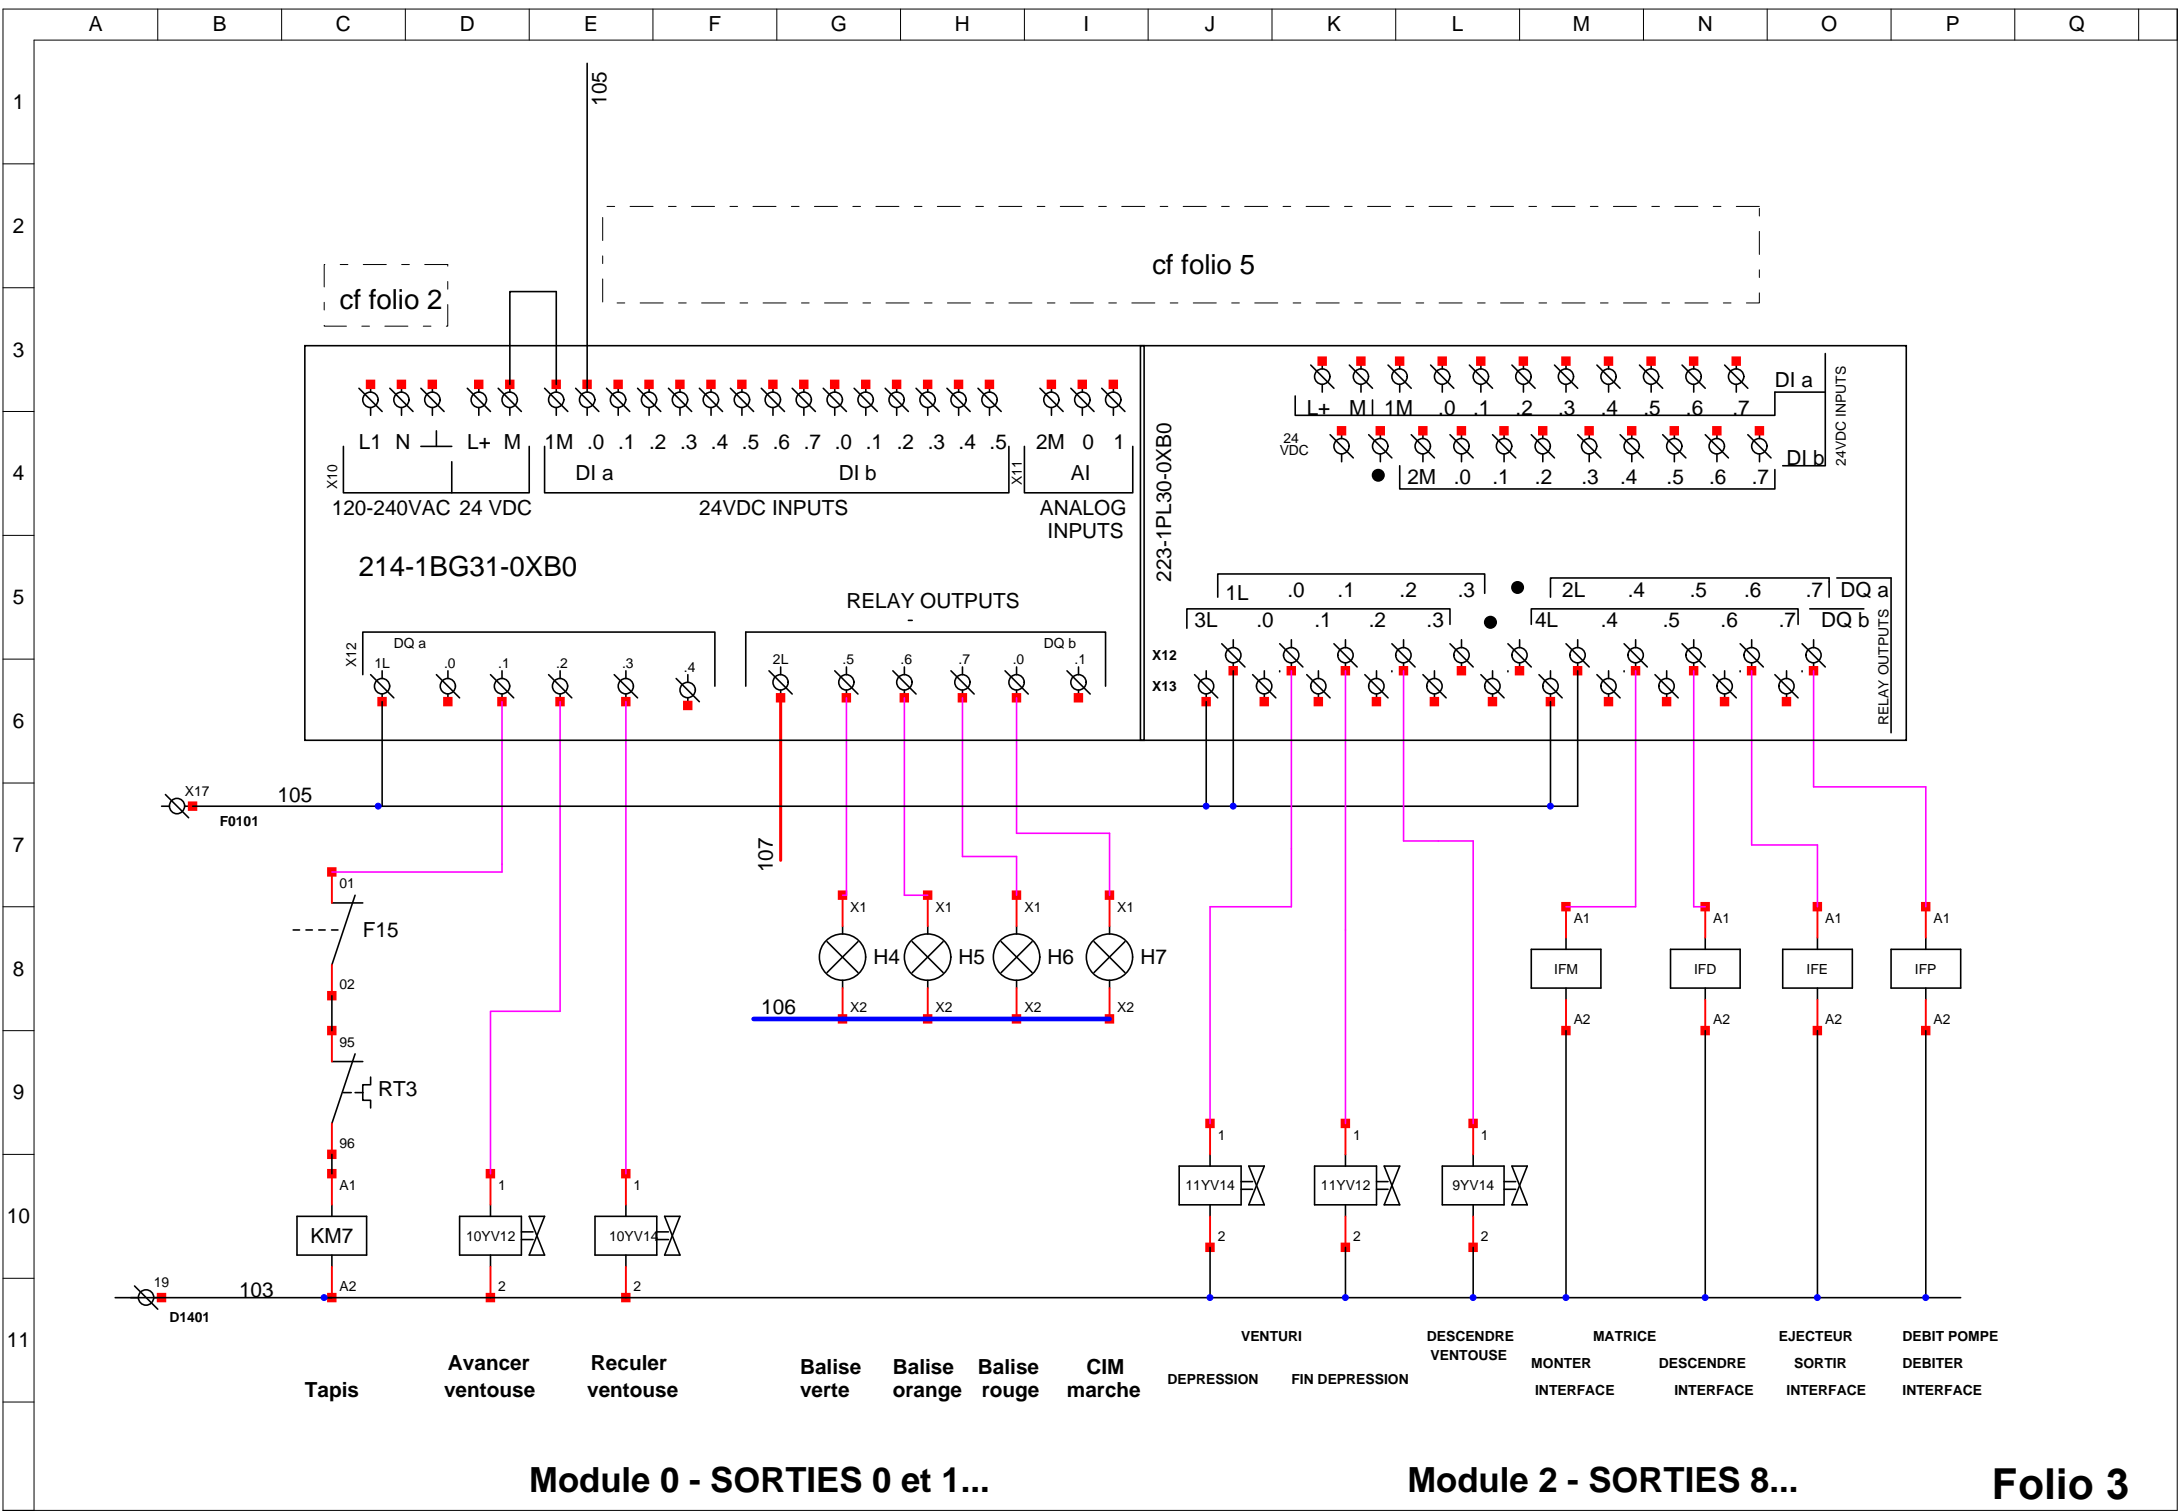 A B C D E F G H I J K L M N O P Q
1
2
3
4
5
6
7
8
9
10
11
105
cf folio 2
cf folio 5
L1 N L+ M 1M .0 .1 .2 .3 .4 .5 .6 .7 .0 .1 .2 .3 .4 .5 2M 0 1
X10 DI a DI b X11 AI
120-240VAC 24 VDC 24VDC INPUTS ANALOG
INPUTS
214-1BG31-0XB0
RELAY OUTPUTS
-
X12 DQ a DQ b
1L .0 .1 .2 .3 .4 2L .5 .6 .7 .0 .1
223-1PL30-0XB0
L+ M 1M .0 .1 .2 .3 .4 .5 .6 .7 DI a
24
VDC
2M .0 .1 .2 .3 .4 .5 .6 .7 DI b
24VDC INPUTS
1L .0 .1 .2 .3 2L .4 .5 .6 .7 DQ a
3L .0 .1 .2 .3 4L .4 .5 .6 .7 DQ b
X12
X13
RELAY OUTPUTS
X17 105
F0101
107
01
F15
02
95
RT3
96
A1
KM7
A2
1
10YV12
2
1
10YV14
2
X1 X1 X1 X1
H4 H5 H6 H7
106 X2 X2 X2 X2
1 1 1
11YV14 11YV12 9YV14
2 2 2
A1 A1 A1 A1
IFM IFD IFE IFP
A2 A2 A2 A2
19 103
D1401
Tapis
Avancer
ventouse
Reculer
ventouse
Balise
verte
Balise
orange
Balise
rouge
CIM
marche
VENTURI
DEPRESSION
FIN DEPRESSION
DESCENDRE
VENTOUSE
MATRICE
MONTER
INTERFACE
DESCENDRE
INTERFACE
EJECTEUR
SORTIR
INTERFACE
DEBIT POMPE
DEBITER
INTERFACE
Module 0 - SORTIES 0 et 1...
Module 2 - SORTIES 8...
Folio 3